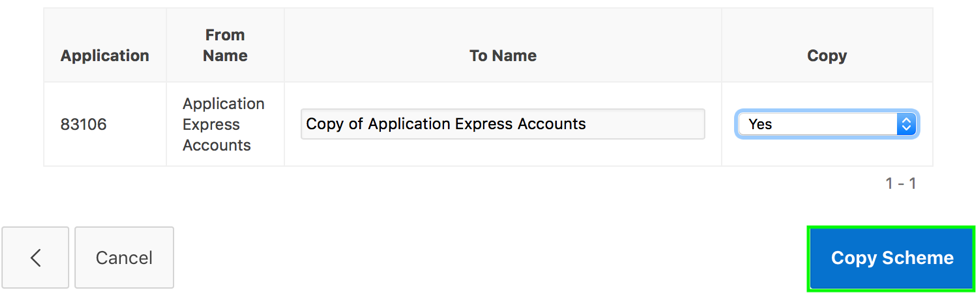 Application
From
Name
To Name
Copy
83106
Application
Express
Accounts
Copy of Application Express Accounts
Yes
1 - 1
Cancel
Copy Scheme